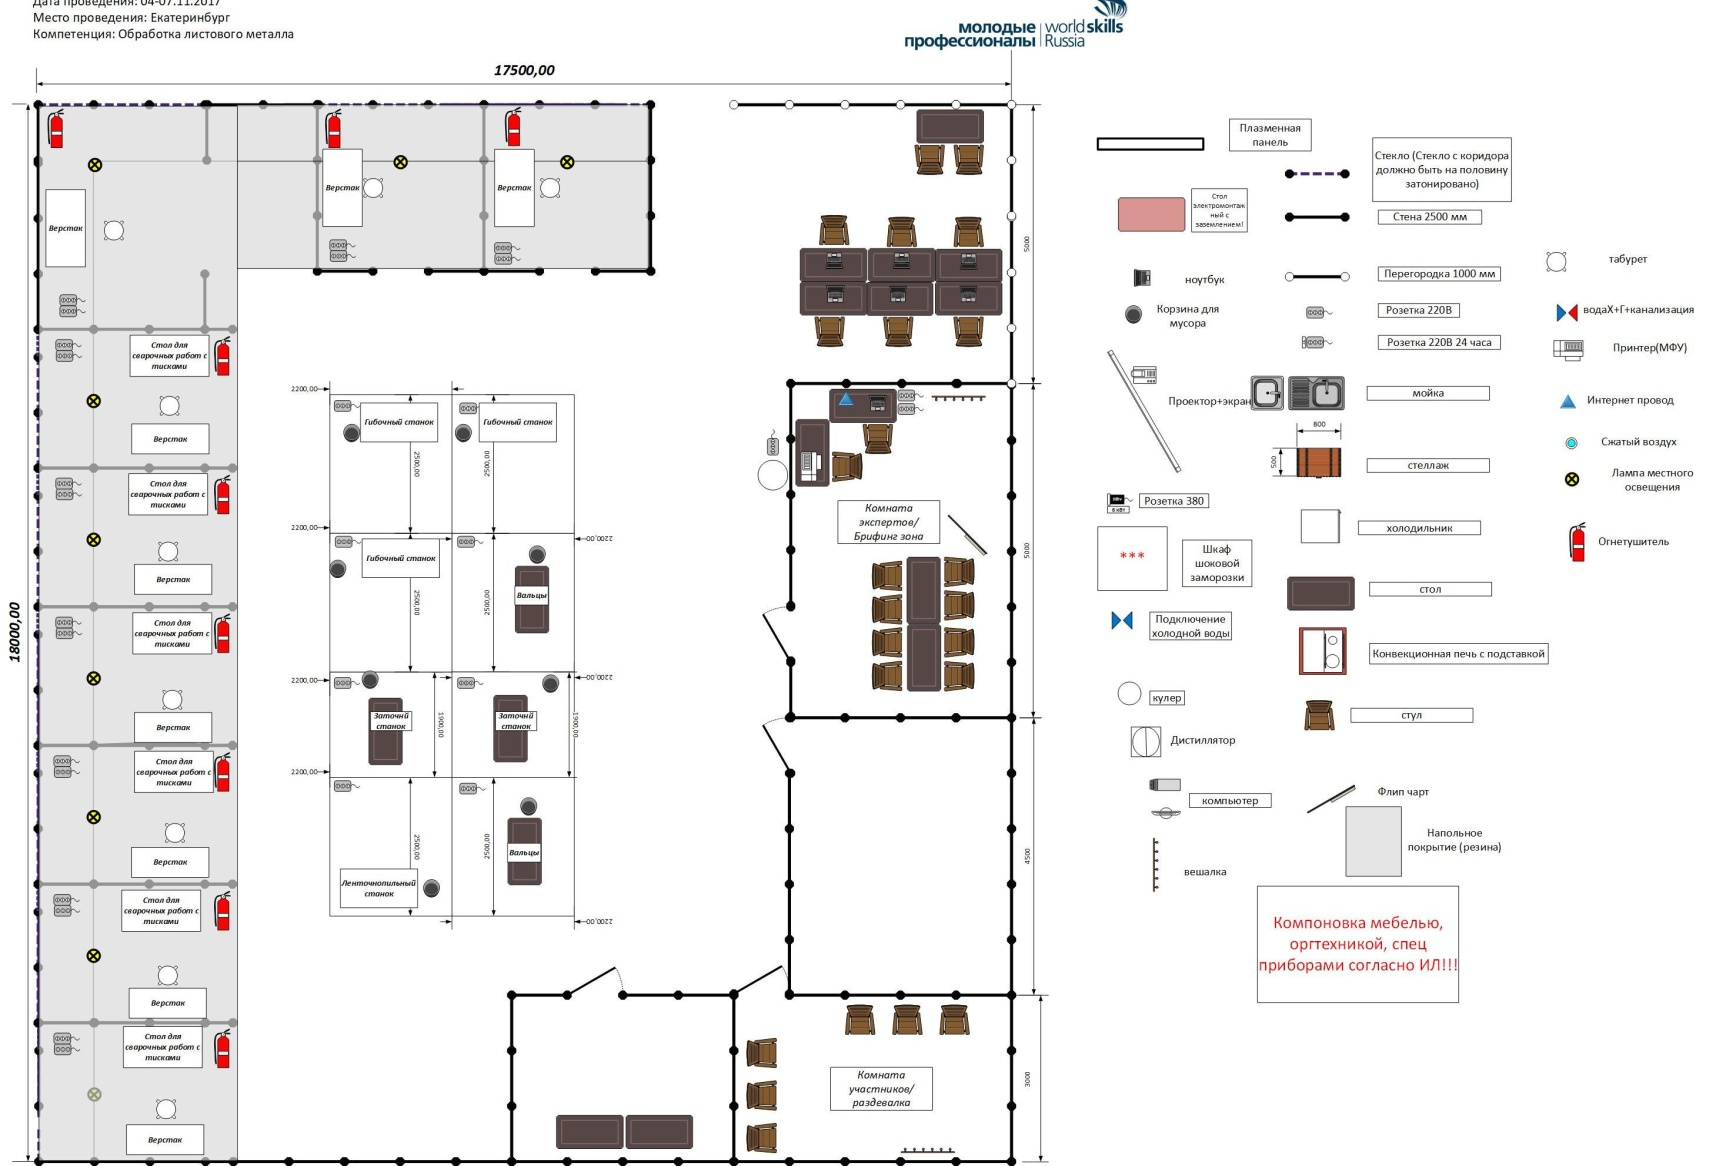 Дата проведения: 04-07.11.2017
Место проведения: Екатеринбург
Компетенция: Обработка листового металла
молодые
профессионалы
worldskills
Russia
17500,00
18000,00
Верстак
Верстак
Верстак
Стол для
сварочных работ с
тисками
Верстак
Стол для
сварочных работ с
тисками
Верстак
Стол для
сварочных работ с
тисками
Верстак
Стол для
сварочных работ с
тисками
Верстак
Стол для
сварочных работ с
тисками
Верстак
Стол для
сварочных работ с
тисками
Верстак
2200,00
Гибочный станок
Гибочный станок
2500,00
2500,00
2200,00
2200,00
Гибочный станок
Вальцы
2500,00
2500,00
2200,00
2200,00
Заточнй
станок
Заточнй
станок
1900,00
1900,00
2200,00
2500,00
2500,00
Вальцы
Ленточнопильный
станок
2200,00
5000
5000
4500
3000
Комната
экспертов/
Брифинг зона
Комната
участников/
раздевалка
Плазменная
панель
Стекло (Стекло с коридора
должно быть на половину
затонировано)
Стол
электромонтаж
ный с
заземлением!
Стена 2500 мм
ноутбук
Перегородка 1000 мм
табурет
Корзина для
мусора
Розетка 220В
водаХ+Г+канализация
Розетка 220В 24 часа
Принтер(МФУ)
Проектор+экран
мойка
Интернет провод
800
500
стеллаж
Сжатый воздух
Лампа местного
освещения
Розетка 380
6 кВт
холодильник
Огнетушитель
***
Шкаф
шоковой
заморозки
стол
Подключение
холодной воды
Конвекционная печь с подставкой
кулер
стул
Дистиллятор
компьютер
Флип чарт
Напольное
покрытие (резина)
вешалка
Компоновка мебелью,
оргтехникой, спец
приборами согласно ИЛ!!!